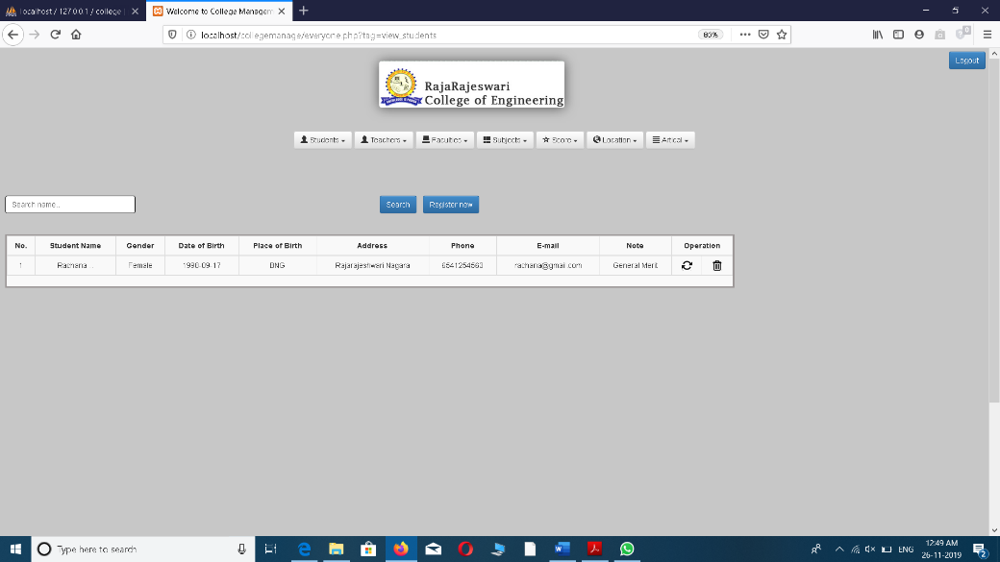 localhost / 127.0.0.1 / college
Welcome to College Managem
localhost/collegemanage/everyone.php?tag=view_students
80%
Logout
RajaRajeswari
College of Engineering
Students
Teachers
Faculties
Subjects
Score
Location
Artical
Search name..
Search
Register new
No. Student Name Gender Date of Birth Place of Birth Address Phone E-mail Note Operation
1 Rachana . Female 1998-09-17 BNG Rajarajeshwari Nagara 6541254563 rachana@gmail.com General Merit
Type here to search
ENG
12:49 AM
26-11-2019
2